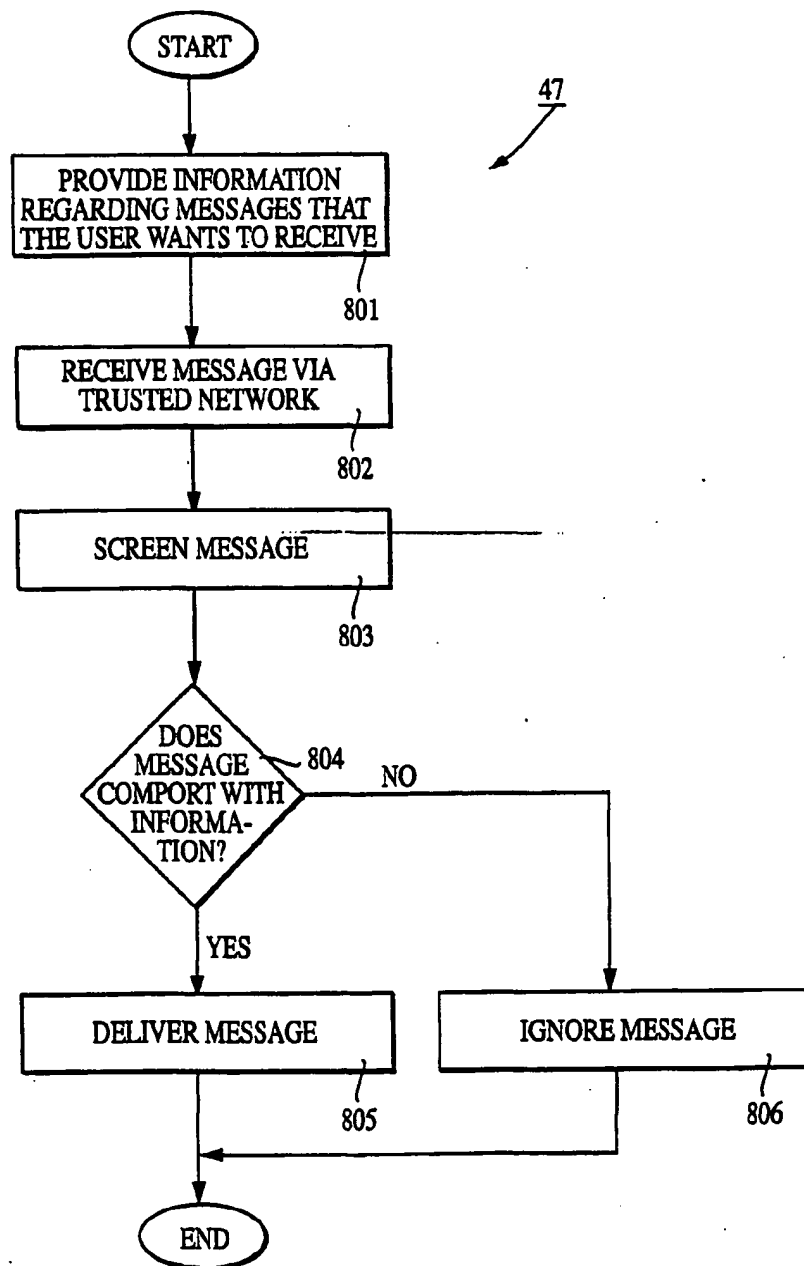 START
47
PROVIDE INFORMATION
REGARDING MESSAGES THAT
THE USER WANTS TO RECEIVE
801
RECEIVE MESSAGE VIA
TRUSTED NETWORK
802
SCREEN MESSAGE
803
DOES
MESSAGE
COMPORT WITH
INFORMA-
TION?
804
NO
YES
DELIVER MESSAGE
805
IGNORE MESSAGE
806
END